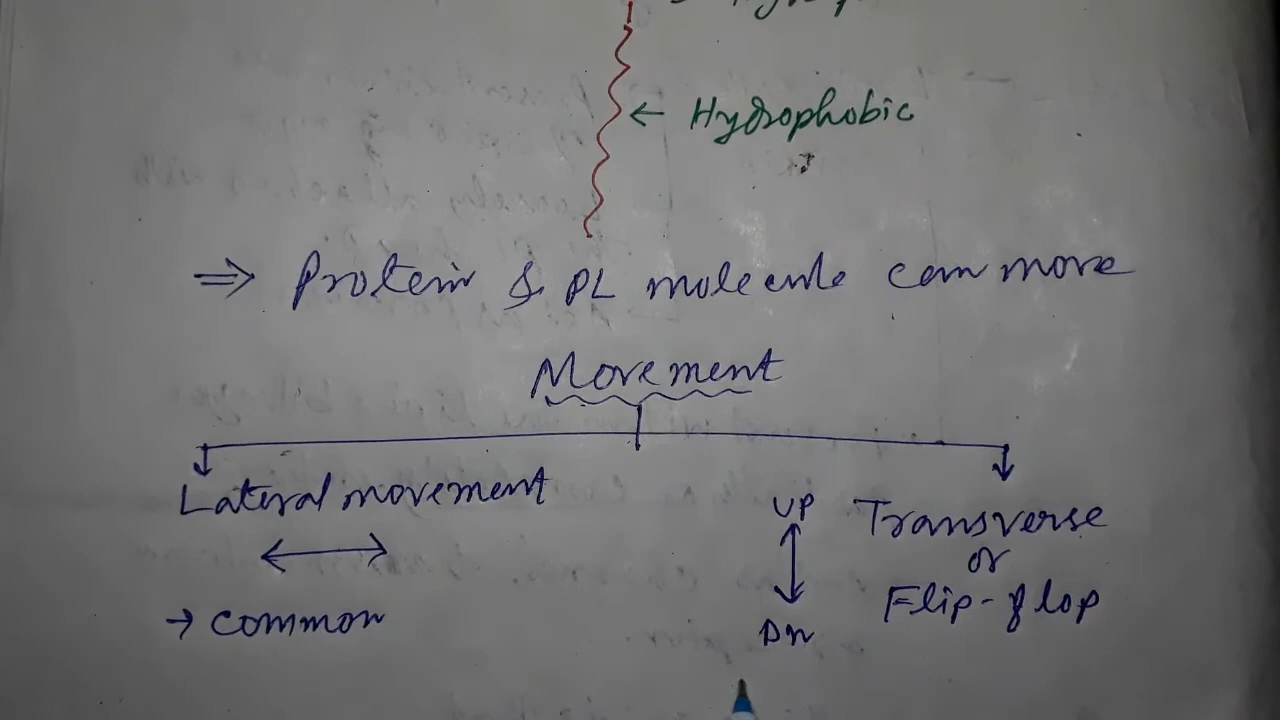 ← Hydrophobic
⇒ Protein & PL molecule can move
Movement
Lateral movement
→ common
UP
Dn
Transverse
or
Flip-flop